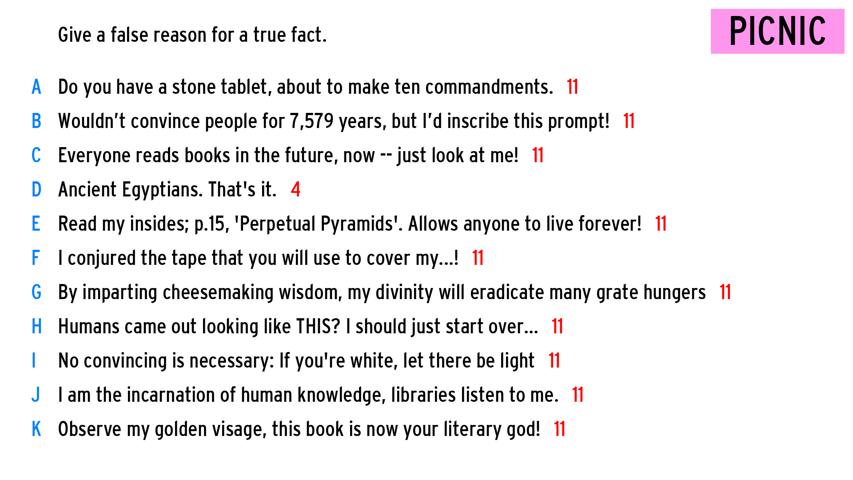 Give a false reason for a true fact.
PICNIC
A Do you have a stone tablet, about to make ten commandments. 11
B Wouldn't convince people for 7,579 years, but I'd inscribe this prompt! 11
C Everyone reads books in the future, now -- just look at me! 11
D Ancient Egyptians. That's it. 4
E Read my insides; p.15, 'Perpetual Pyramids'. Allows anyone to live forever! 11
F I conjured the tape that you will use to cover my...! 11
G By imparting cheesemaking wisdom, my divinity will eradicate many grate hungers 11
H Humans came out looking like THIS? I should just start over... 11
I No convincing is necessary: If you're white, let there be light 11
J I am the incarnation of human knowledge, libraries listen to me. 11
K Observe my golden visage, this book is now your literary god! 11